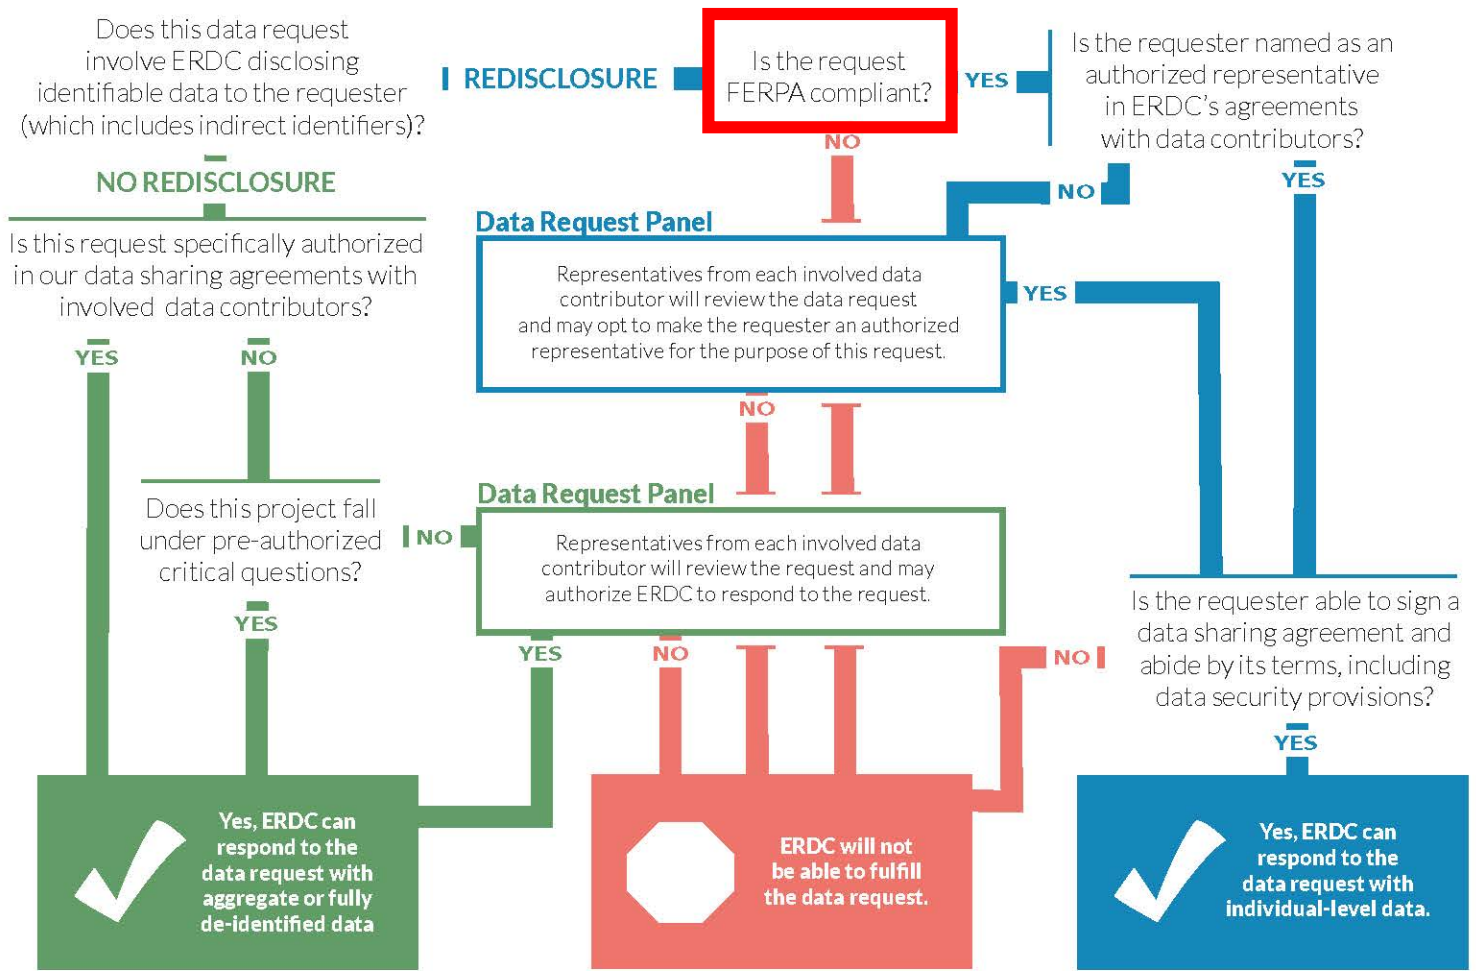 Does this data request
involve ERDC disclosing
identifiable data to the requester
(which includes indirect identifiers)?
REDISCLOSURE
Is the request
FERPA compliant?
YES
Is the requester named as an
authorized representative
in ERDC's agreements
with data contributors?
NO
NO REDISCLOSURE
YES
NO
Data Request Panel
Is this request specifically authorized
in our data sharing agreements with
involved data contributors?
Representatives from each involved data
contributor will review the data request
and may opt to make the requester an authorized
representative for the purpose of this request.
YES
YES
NO
NO
Data Request Panel
Does this project fall
under pre-authorized
critical questions?
NO
Representatives from each involved data
contributor will review the request and may
authorize ERDC to respond to the request.
Is the requester able to sign a
data sharing agreement and
abide by its terms, including
data security provisions?
YES
YES
NO
NO
YES
Yes, ERDC can
respond to the
data request with
aggregate or fully
de-identified data
ERDC will not
be able to fulfill
the data request.
Yes, ERDC can
respond to the
data request with
individual-level data.